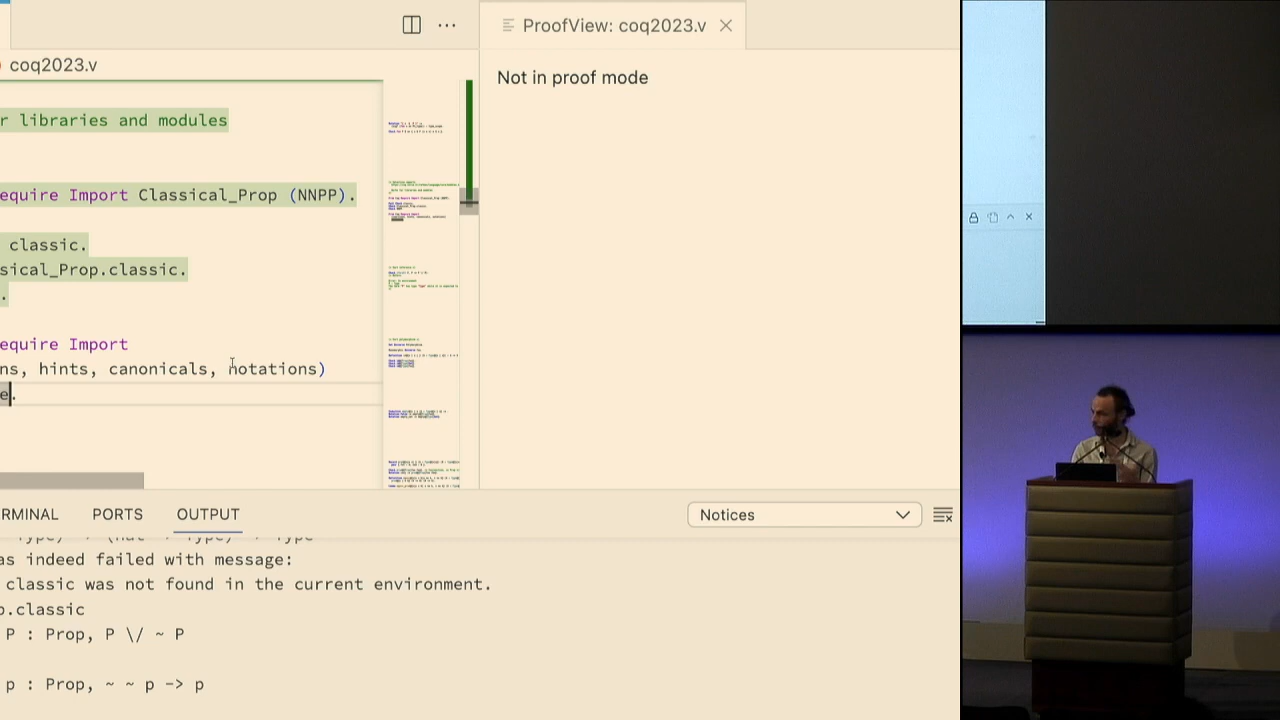 ProofView: coq2023.v
coq2023.v
Not in proof mode
r libraries and modules
equire Import Classical_Prop (NNPP).
classic.
sical_Prop.classic.
.
equire Import
ns, hints, canonicals, notations)
e.
RMINAL PORTS OUTPUT
Notices
as indeed failed with message:
classic was not found in the current environment.
p.classic
P : Prop, P \/ ~ P
p : Prop, ~ ~ p -> p